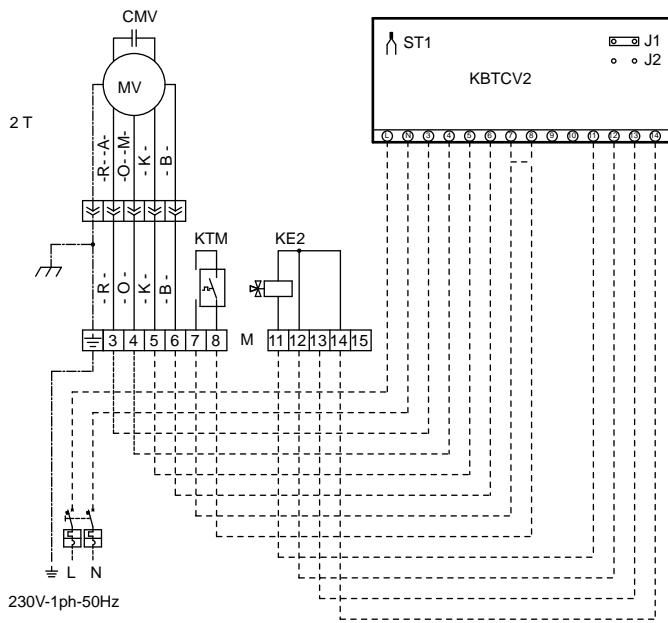 CMV
MV
2 T
-R--A-
-O--M-
-K-
-B-
ST1
J1
J2
KBTCV2
L N 3 4 5 6 7 8 9 10 11 12 13 14
-R-
-O-
-K-
-B-
KTM
KE2
3 4 5 6 7 8 M 11 12 13 14 15
L N
230V-1ph-50Hz